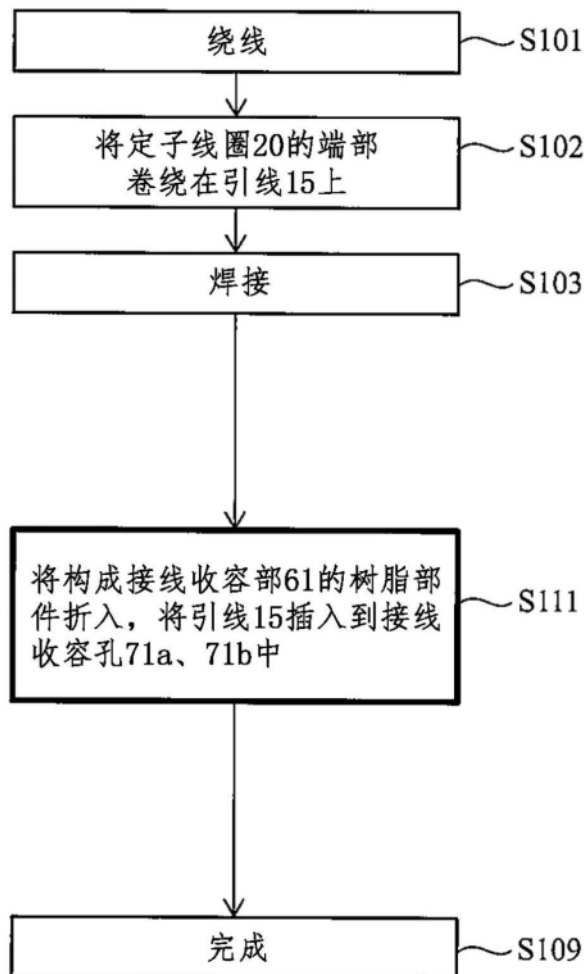 绕线
S101
将定子线圈20的端部
卷绕在引线15上
S102
焊接
S103
将构成接线收容部61的树脂部
件折入，将引线15插入到接线
收容孔71a、71b中
S111
完成
S109